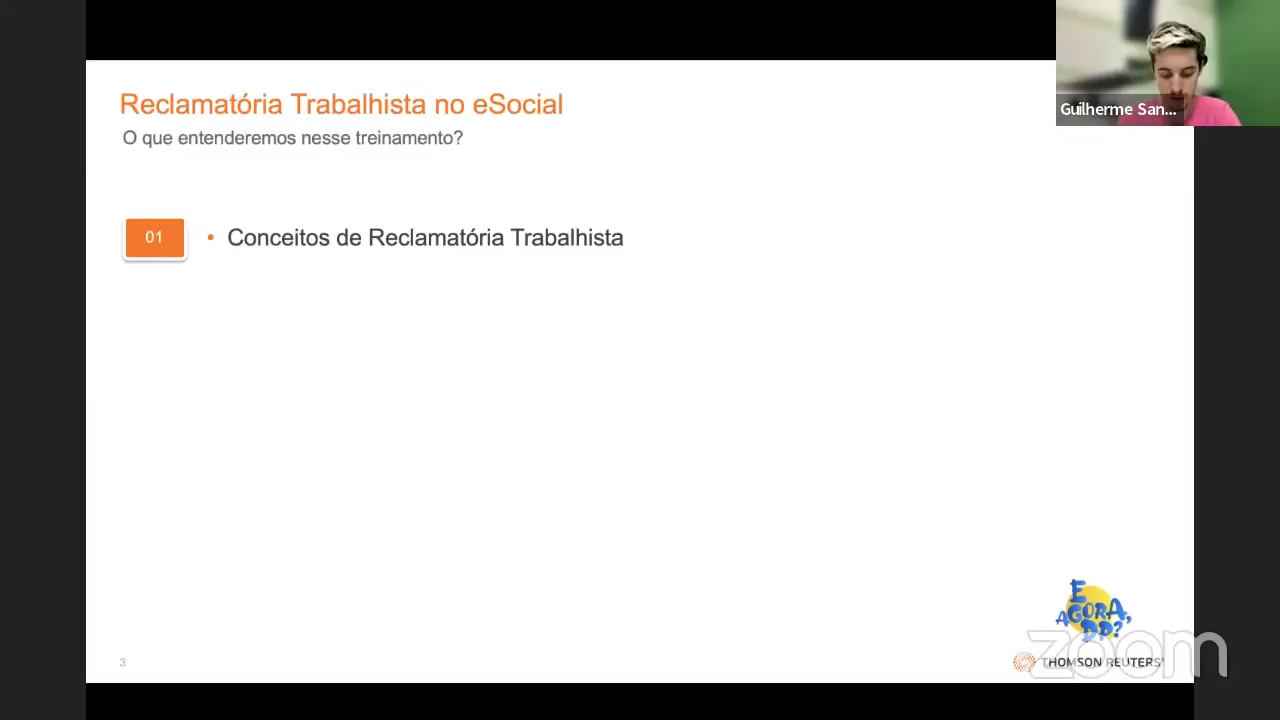 Reclamatória Trabalhista no eSocial
O que entenderemos nesse treinamento?
Guilherme San...
01
• Conceitos de Reclamatória Trabalhista
E
AGORA,
DP?
zoom
3
THOMSON REUTERS®